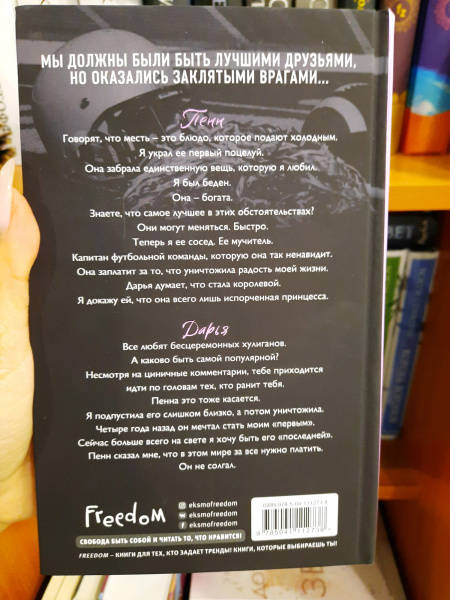 МЫ ДОЛЖНЫ БЫЛИ БЫТЬ ЛУЧШИМИ ДРУЗЬЯМИ,
НО ОКАЗАЛИСЬ ЗАКЛЯТЫМИ ВРАГАМИ...
Пенн
Говорят, что месть – это блюдо, которое подают холодным.
Я украл ее первый поцелуй.
Она забрала единственную вещь, которую я любил.
Я был беден.
Она – богата.
Знаете, что самое лучшее в этих обстоятельствах?
Они могут меняться. Быстро.
Теперь я ее сосед. Ее мучитель.
Капитан футбольной команды, которую она так ненавидит.
Она заплатит за то, что уничтожила радость моей жизни.
Дарья думает, что стала королевой.
Я докажу ей, что она всего лишь испорченная принцесса.
Дарья
Все любят бесцеремонных хулиганов.
А каково быть самой популярной?
Несмотря на циничные комментарии, тебе приходится
идти по головам тех, кто ранит тебя.
Пенна это тоже касается.
Я подпустила его слишком близко, а потом уничтожила.
Четыре года назад он мечтал стать моим «первым».
Сейчас больше всего на свете я хочу быть его «последней».
Пенн сказал мне, что в этом мире за все нужно платить.
Он не солгал.
Freedom
eksmofreedom
eksmofreedom
eksmofreedom
9 785041 112738
СВОБОДА БЫТЬ СОБОЙ И ЧИТАТЬ ТО, ЧТО НРАВИТСЯ!
FREEDOM – КНИГИ ДЛЯ ТЕХ, КТО ЗАДАЕТ ТРЕНДЫ! КНИГИ, КОТОРЫЕ ВЫБИРАЕШЬ ТЫ!